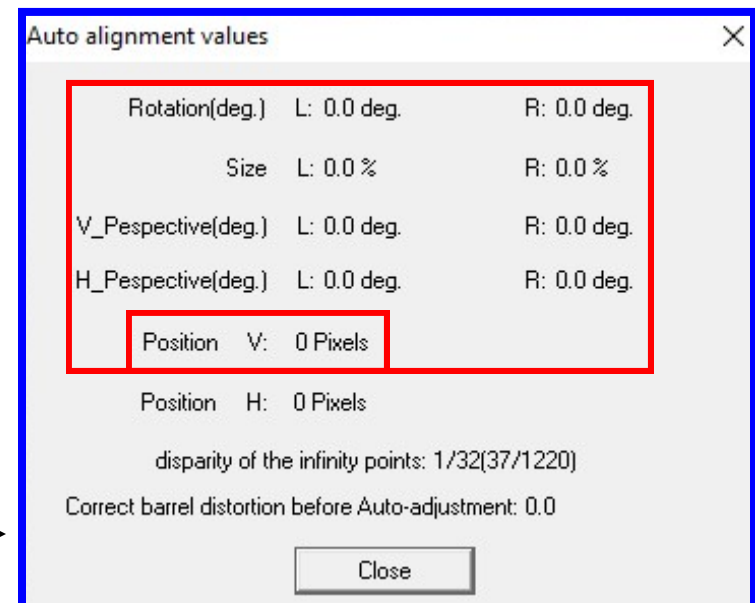 Auto alignment values
Rotation(deg.) L: 0.0 deg. R: 0.0 deg.
Size L: 0.0 % R: 0.0 %
V_Pespective(deg.) L: 0.0 deg. R: 0.0 deg.
H_Pespective(deg.) L: 0.0 deg. R: 0.0 deg.
Position V: 0 Pixels
Position H: 0 Pixels
disparity of the infinity points: 1/32(37/1220)
Correct barrel distortion before Auto-adjustment: 0.0
Close